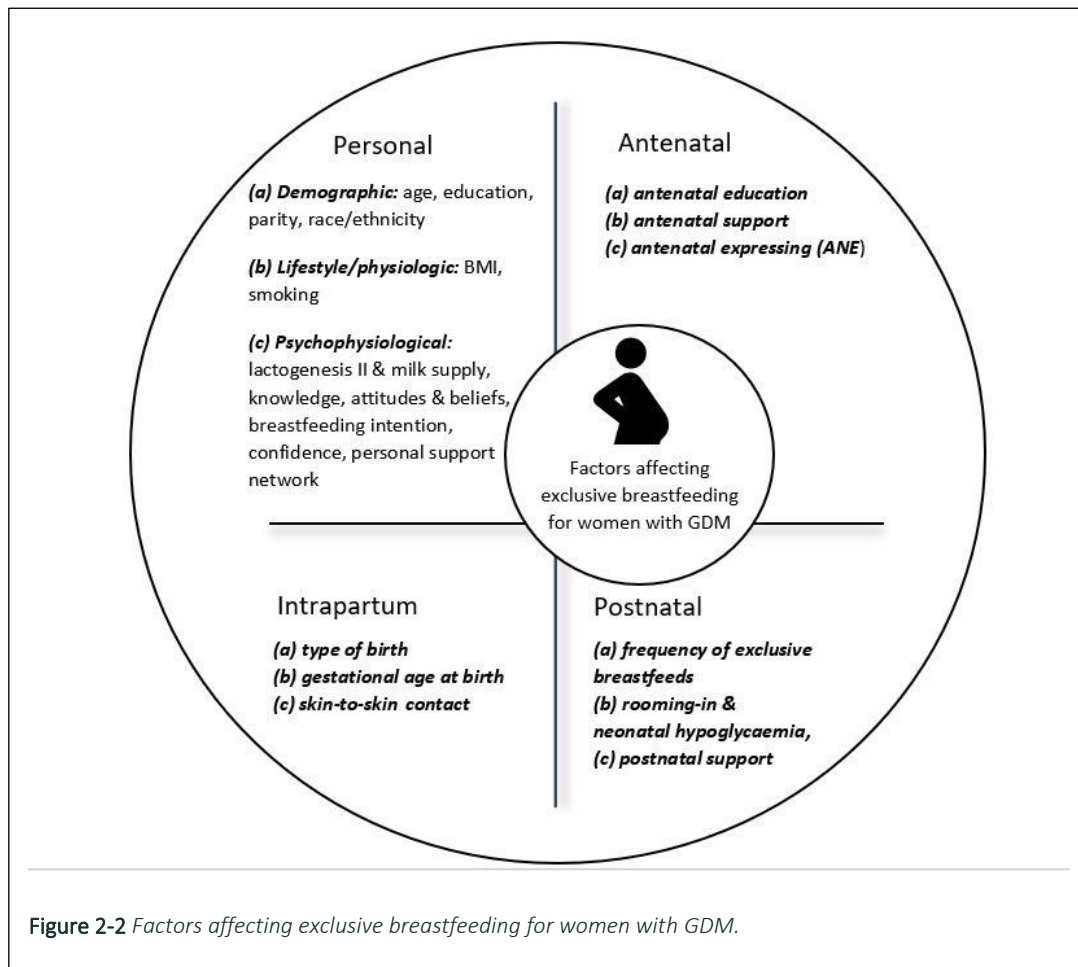 Personal
(a) Demographic: age, education,
parity, race/ethnicity
(b) Lifestyle/physiologic: BMI,
smoking
(c) Psychophysiological:
lactogenesis II & milk supply,
knowledge, attitudes & beliefs,
breastfeeding intention,
confidence, personal support
network
Antenatal
(a) antenatal education
(b) antenatal support
(c) antenatal expressing (ANE)
Factors affecting
exclusive breastfeeding
for women with GDM
Intrapartum
(a) type of birth
(b) gestational age at birth
(c) skin-to-skin contact
Postnatal
(a) frequency of exclusive
breastfeeds
(b) rooming-in &
neonatal hypoglycaemia,
(c) postnatal support
Figure 2-2 Factors affecting exclusive breastfeeding for women with GDM.